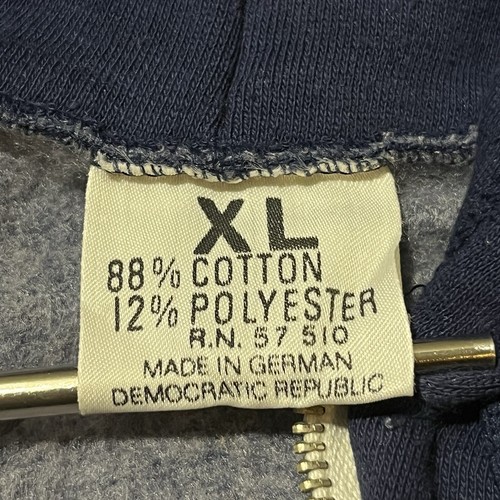 XL
88% COTTON
12% POLYESTER
R.N. 57 510
MADE IN GERMAN
DEMOCRATIC REPUBLIC